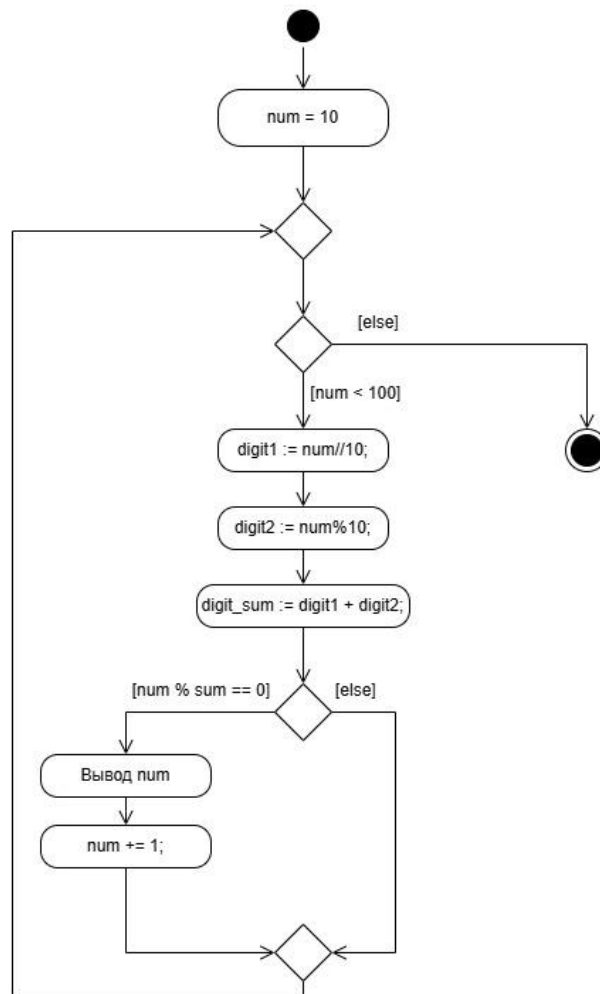 num = 10
[else]
[num < 100]
digit1 := num//10;
digit2 := num%10;
digit_sum := digit1 + digit2;
[num % sum == 0]
[else]
Вывод num
num += 1;